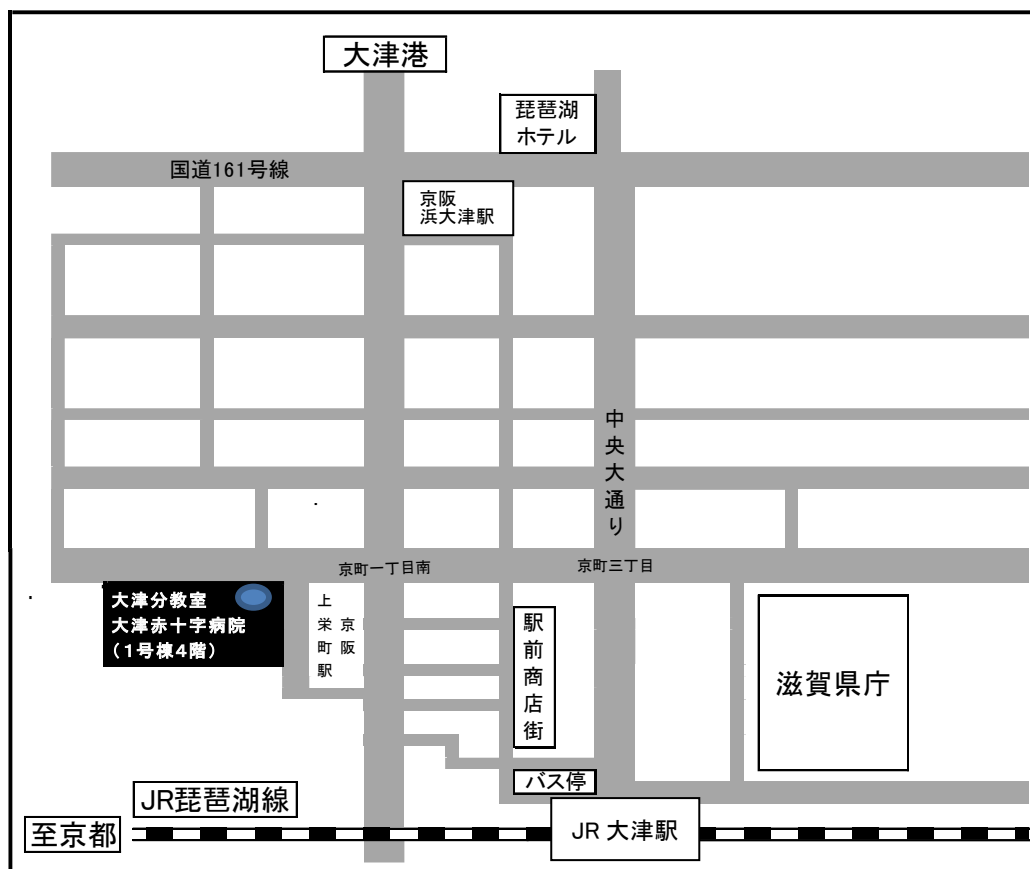 大津港
琵琶湖
ホテル
国道161号線
京阪
浜大津駅
中央大通り
京町一丁目南
京町三丁目
大津分教室
大津赤十字病院
(1号棟4階)
京阪
上栄町駅
駅前商店街
滋賀県庁
バス停
JR琵琶湖線
至京都
JR 大津駅